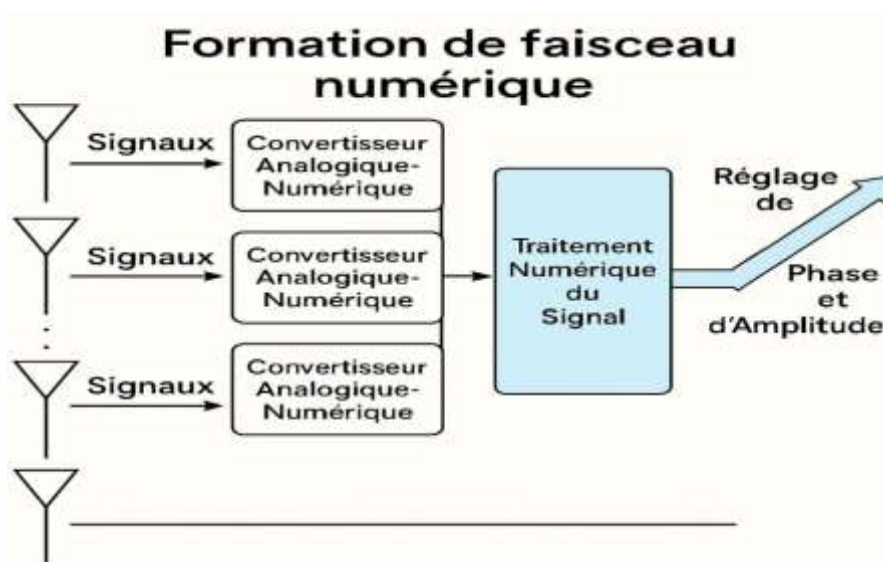 Formation de faisceau
numérique
Signaux
Convertisseur
Analogique-
Numérique
Signaux
Convertisseur
Analogique-
Numérique
Signaux
Convertisseur
Analogique-
Numérique
Traitement
Numérique
du
Signal
Réglage
de
Phase
et
d'Amplitude